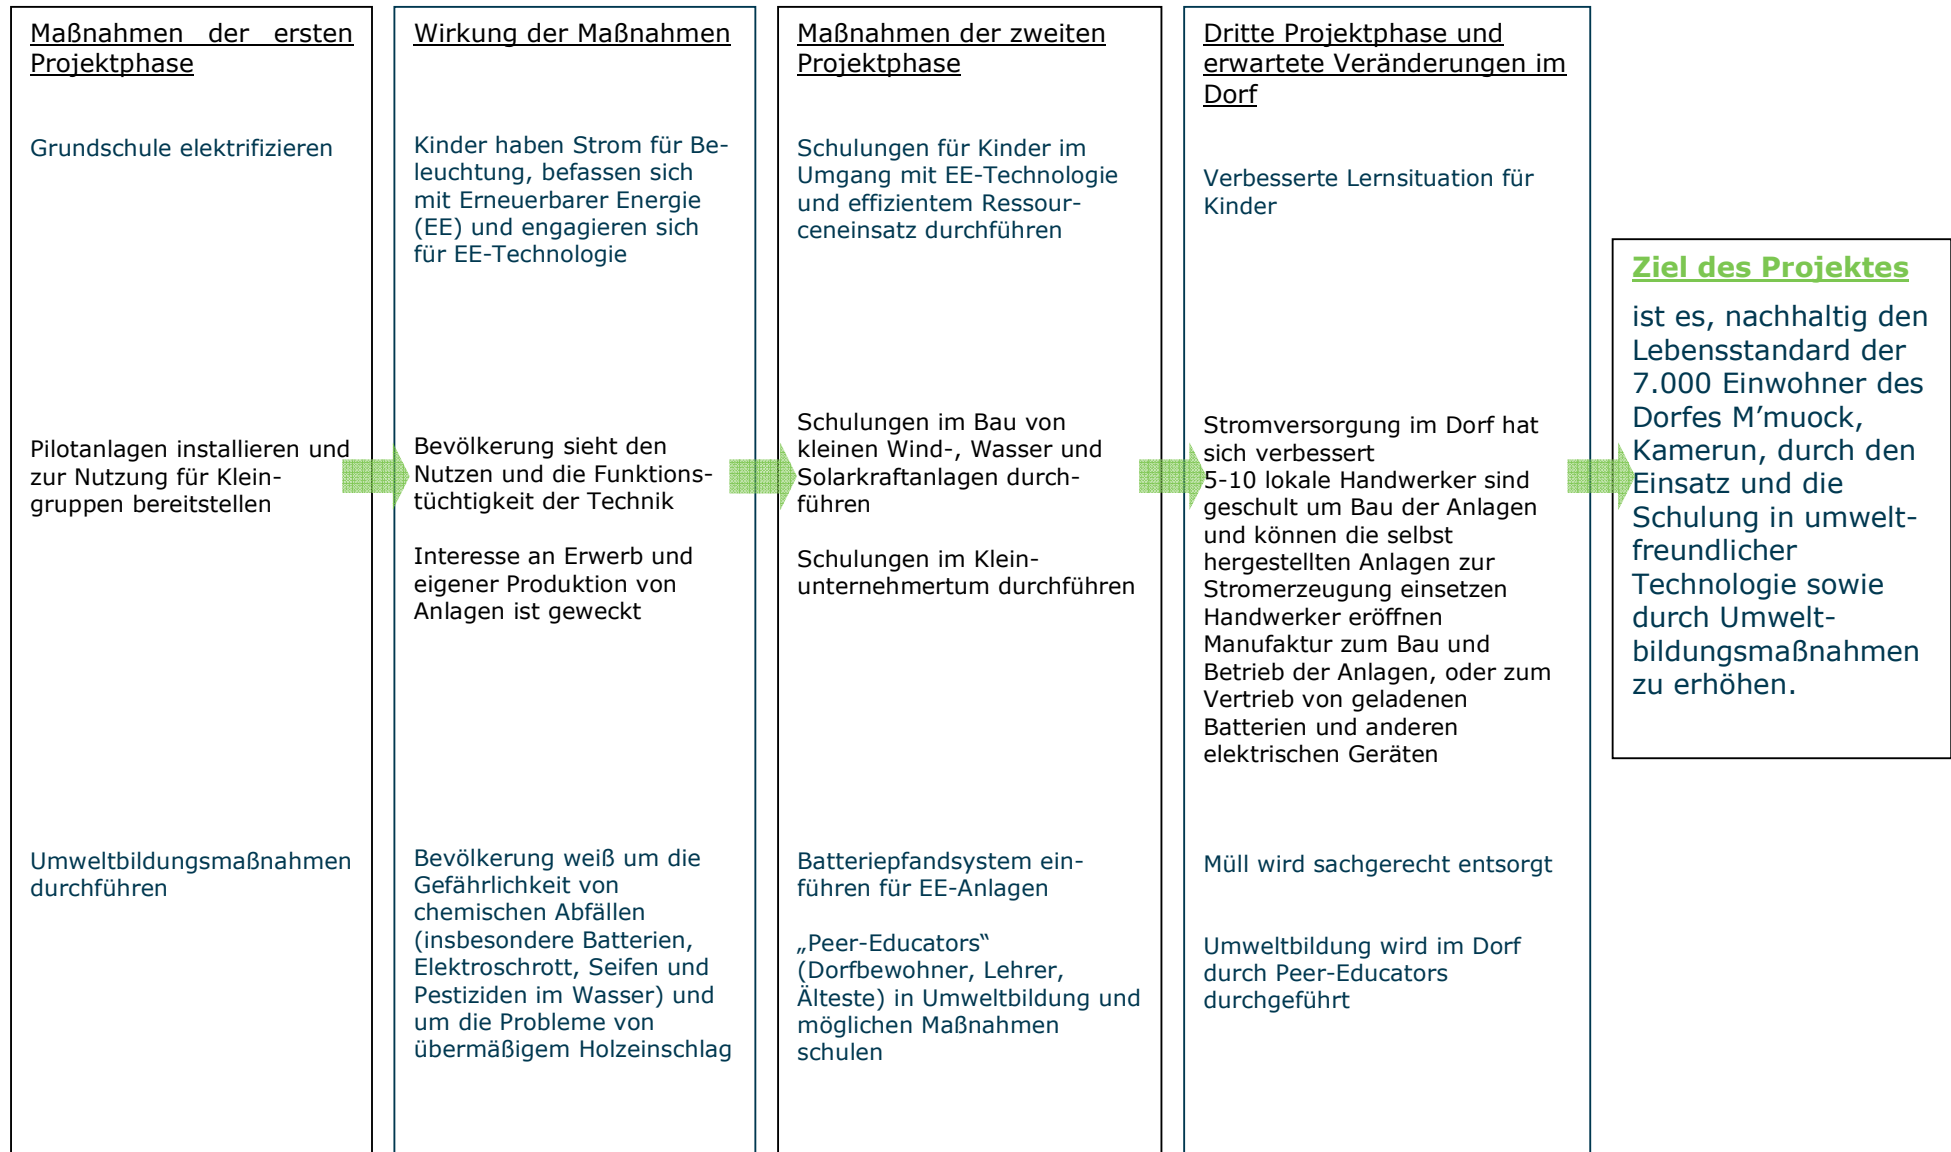 Maßnahmen der ersten
Projektphase
Grundschule elektrifizieren
Pilotanlagen installieren und
zur Nutzung für Klein-
gruppen bereitstellen
Umweltbildungsmaßnahmen
durchführen
Wirkung der Maßnahmen
Kinder haben Strom für Be-
leuchtung, befassen sich
mit Erneuerbarer Energie
(EE) und engagieren sich
für EE-Technologie
Bevölkerung sieht den
Nutzen und die Funktions-
tüchtigkeit der Technik
Interesse an Erwerb und
eigener Produktion von
Anlagen ist geweckt
Bevölkerung weiß um die
Gefährlichkeit von
chemischen Abfällen
(insbesondere Batterien,
Elektroschrott, Seifen und
Pestiziden im Wasser) und
um die Probleme von
übermäßigem Holzeinschlag
Maßnahmen der zweiten
Projektphase
Schulungen für Kinder im
Umgang mit EE-Technologie
und effizientem Ressour-
ceneinsatz durchführen
Schulungen im Bau von
kleinen Wind-, Wasser und
Solarkraftanlagen durch-
führen
Schulungen im Klein-
unternehmertum durchführen
Batteriepfandsystem ein-
führen für EE-Anlagen
„Peer-Educators“
(Dorfbewohner, Lehrer,
Älteste) in Umweltbildung und
möglichen Maßnahmen
schulen
Dritte Projektphase und
erwartete Veränderungen im
Dorf
Verbesserte Lernsituation für
Kinder
Stromversorgung im Dorf hat
sich verbessert
5-10 lokale Handwerker sind
geschult um Bau der Anlagen
und können die selbst
hergestellten Anlagen zur
Stromerzeugung einsetzen
Handwerker eröffnen
Manufaktur zum Bau und
Betrieb der Anlagen, oder zum
Vertrieb von geladenen
Batterien und anderen
elektrischen Geräten
Müll wird sachgerecht entsorgt
Umweltbildung wird im Dorf
durch Peer-Educators
durchgeführt
Ziel des Projektes
ist es, nachhaltig den
Lebensstandard der
7.000 Einwohner des
Dorfes M’muock,
Kamerun, durch den
Einsatz und die
Schulung in umwelt-
freundlicher
Technologie sowie
durch Umwelt-
bildungsmaßnahmen
zu erhöhen.